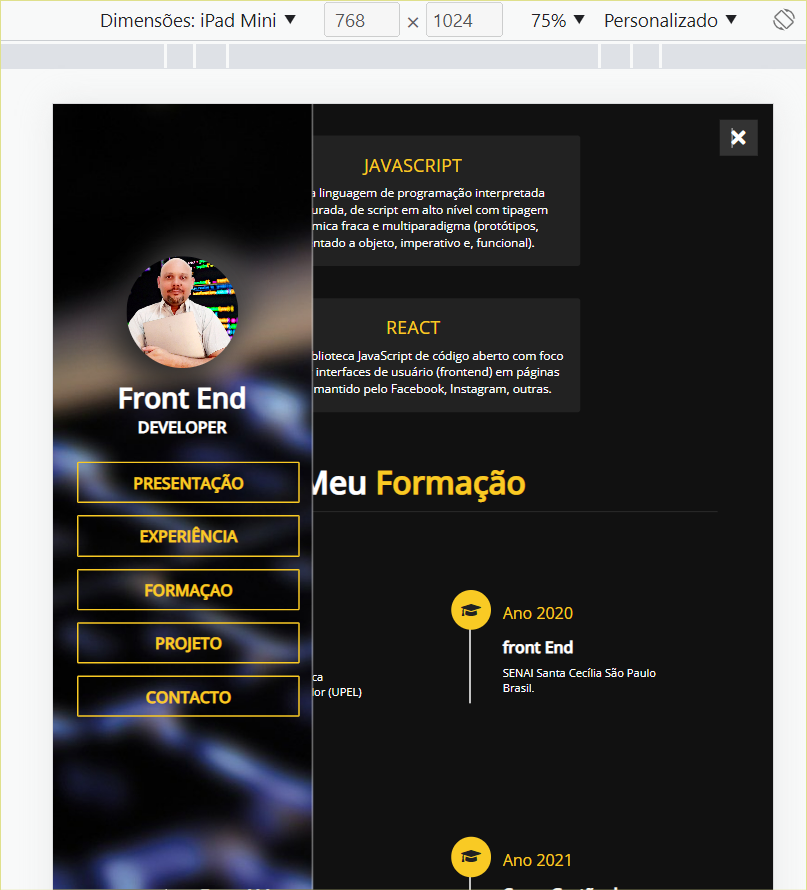 Dimensões: iPad Mini ▼ 768 × 1024 75% ▼ Personalizado ▼
JAVASCRIPT
a linguagem de programação interpretada
urada, de script em alto nível com tipagem
mica fraca e multiparadigma (protótipos,
ntado a objeto, imperativo e, funcional).
REACT
blioteca JavaScript de código aberto com foco
interfaces de usuário (frontend) em páginas
mantido pelo Facebook, Instagram, outras.
Front End
DEVELOPER
PRESENTAÇÃO
EXPERIÊNCIA
FORMAÇAO
PROJETO
CONTACTO
Meu Formação
Ano 2020
front End
SENAI Santa Cecília São Paulo
Brasil.
ca
or (UPEL)
Ano 2021